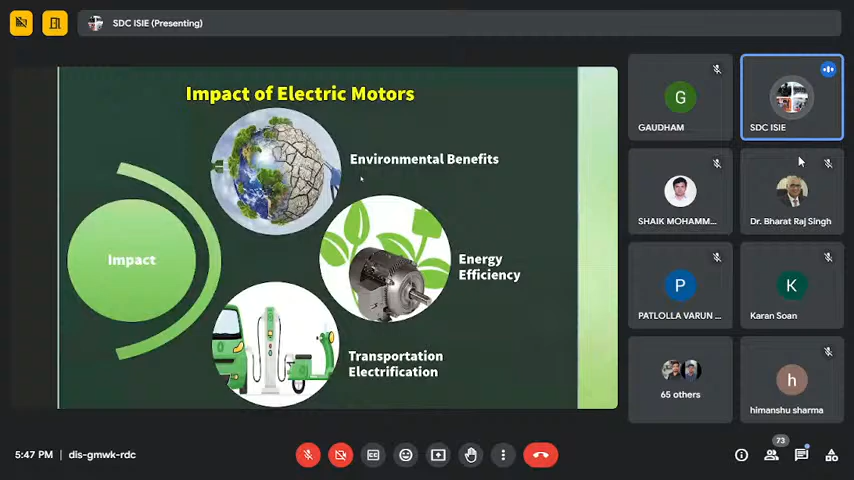 SDC ISIE (Presenting)
Impact of Electric Motors
Environmental Benefits
Impact
Energy
Efficiency
Transportation
Electrification
G
GAUDHAM
SDC ISIE
SHAIK MOHAMM...
Dr. Bharat Raj Singh
P
PATLOLLA VARUN ...
K
Karan Soan
65 others
h
himanshu sharma
5:47 PM | dis-gmwk-rdc
73